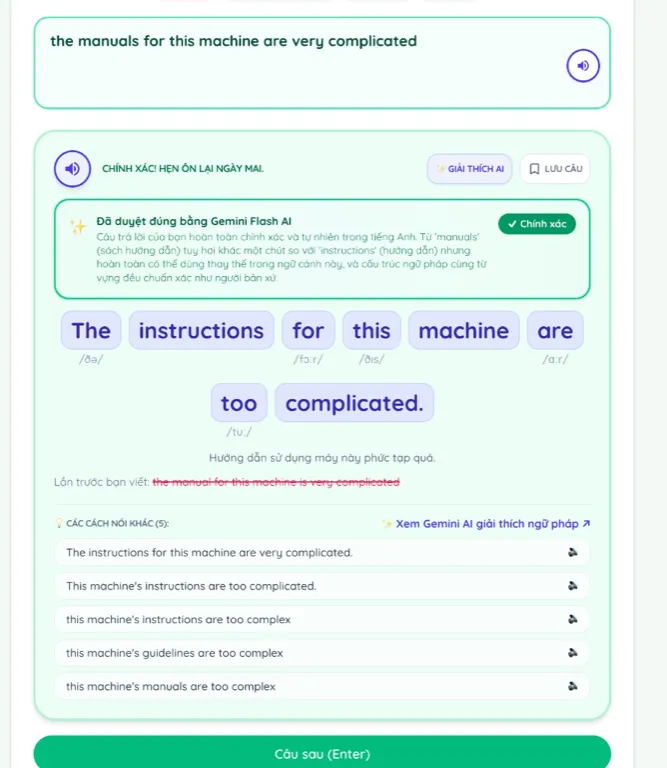 the manuals for this machine are very complicated
CHÍNH XÁC! HẸN ÔN LẠI NGÀY MAI.
✨ GIẢI THÍCH AI
LƯU CÂU
Đã duyệt đúng bằng Gemini Flash AI
✓ Chính xác
Câu trả lời của bạn hoàn toàn chính xác và tự nhiên trong tiếng Anh. Từ 'manuals'
(sách hướng dẫn) tuy hơi khác một chút so với 'instructions' (hướng dẫn) nhưng
hoàn toàn có thể dùng thay thế trong ngữ cảnh này, và cấu trúc ngữ pháp cùng từ
vựng đều chuẩn xác như người bản xứ.
The instructions for this machine are
/ðə/ /fɔːr/ /ðɪs/ /ɑːr/
too complicated.
/tuː/
Hướng dẫn sử dụng máy này phức tạp quá.
Lần trước bạn viết: the manual for this machine is very complicated
💡 CÁC CÁCH NÓI KHÁC (5):
✨ Xem Gemini AI giải thích ngữ pháp ↗
The instructions for this machine are very complicated.
This machine's instructions are too complicated.
this machine's instructions are too complex
this machine's guidelines are too complex
this machine's manuals are too complex
Câu sau (Enter)